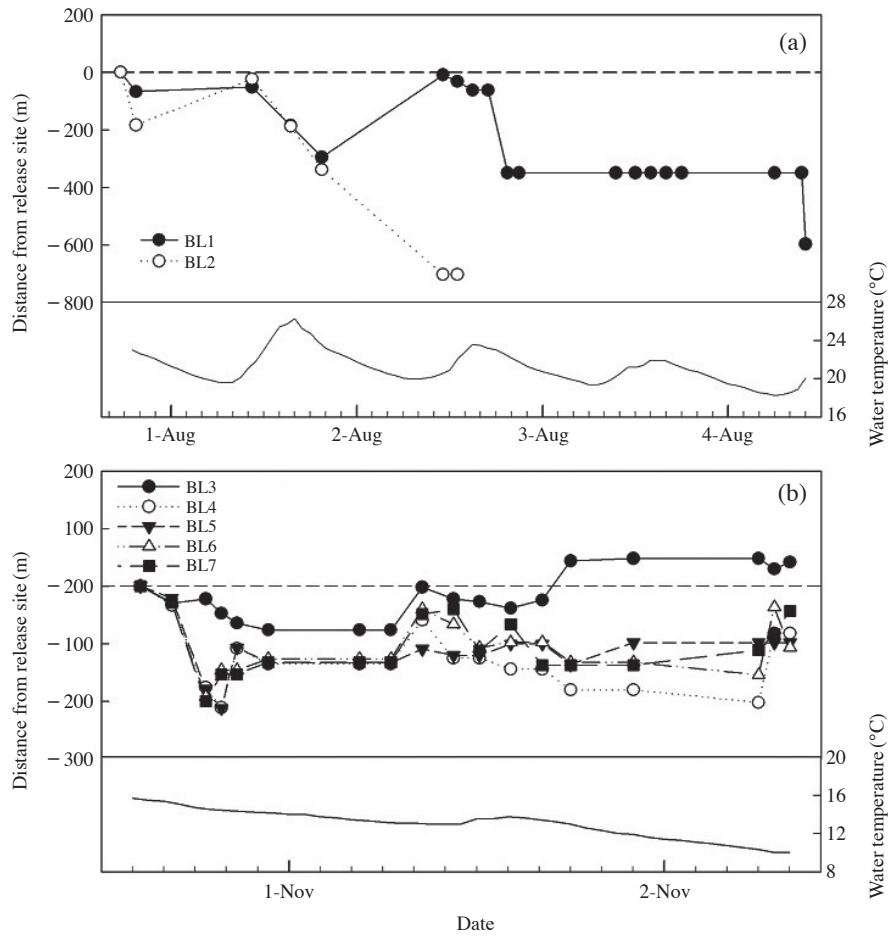 200
(a)
0
−200
−400
−600
−800
Distance from release site (m)
BL1
BL2
28
24
20
16
Water temperature (°C)
1-Aug 2-Aug 3-Aug 4-Aug
200
(b)
100
−200
−100
−200
−300
Distance from release site (m)
BL3
BL4
BL5
BL6
BL7
20
16
12
8
Water temperature (°C)
1-Nov 2-Nov
Date